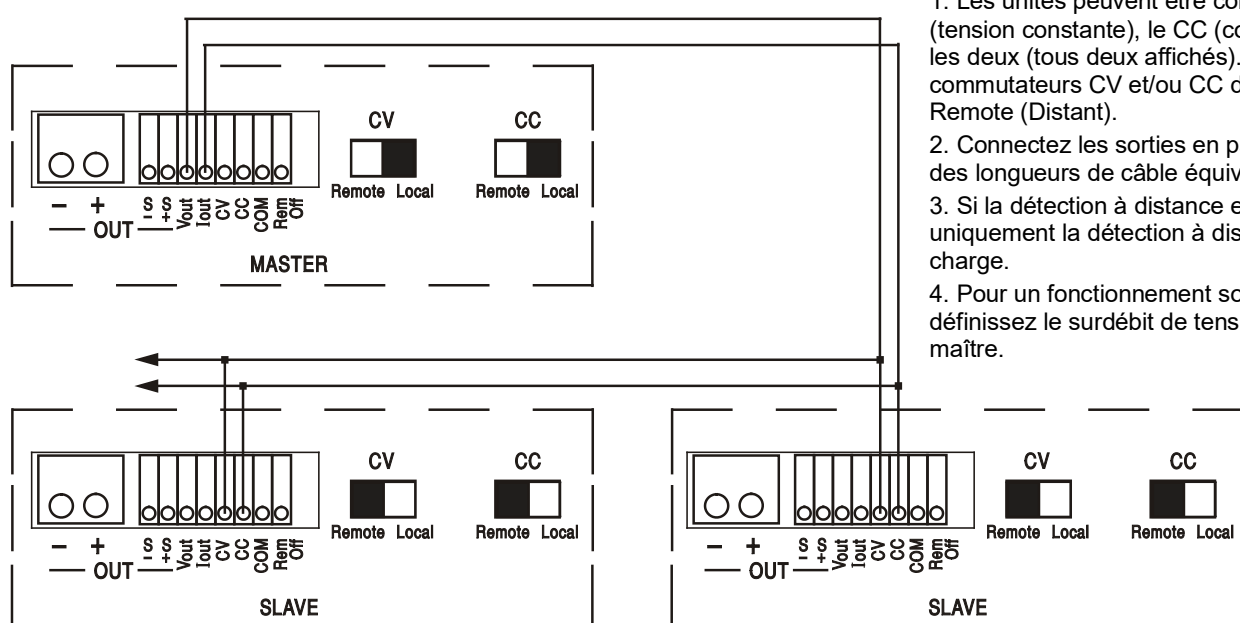 1. Les unités peuvent être co
(tension constante), le CC (co
les deux (tous deux affichés).
commutateurs CV et/ou CC d
Remote (Distant).
2. Connectez les sorties en p
des longueurs de câble équiv
3. Si la détection à distance e
uniquement la détection à dis
charge.
4. Pour un fonctionnement so
définissez le surdébit de tens
maître.
CV
CC
Remote Local
Remote Local
- +
OUT
-S
+S
Vout
Iout
CV
CC
COM
Rem
Off
MASTER
CV
CC
Remote Local
Remote Local
- +
OUT
-S
+S
Vout
Iout
CV
CC
COM
Rem
Off
SLAVE
CV
CC
Remote Local
Remote Local
- +
OUT
-S
+S
Vout
Iout
CV
CC
COM
Rem
Off
SLAVE